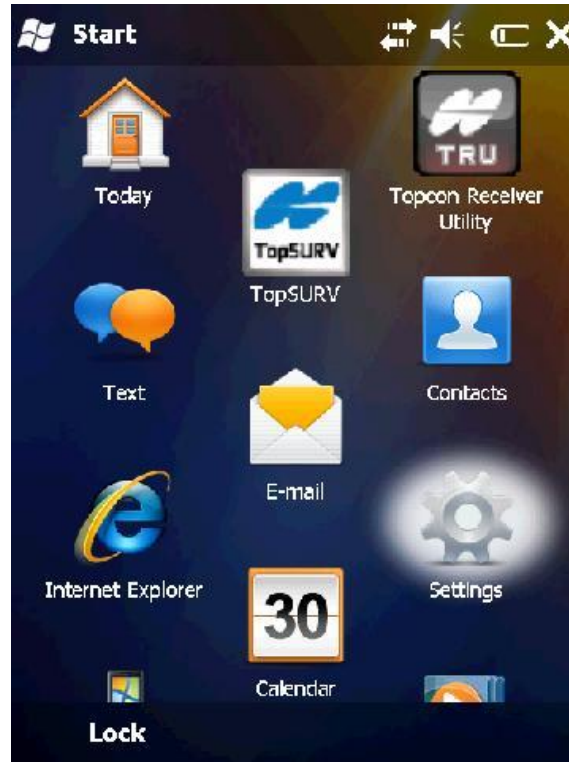 Start
TRU
Today
Topcon Receiver
Utility
TopSURV
TopSURV
Text
Contacts
E-mail
Internet Explorer
Settings
30
Calendar
Lock